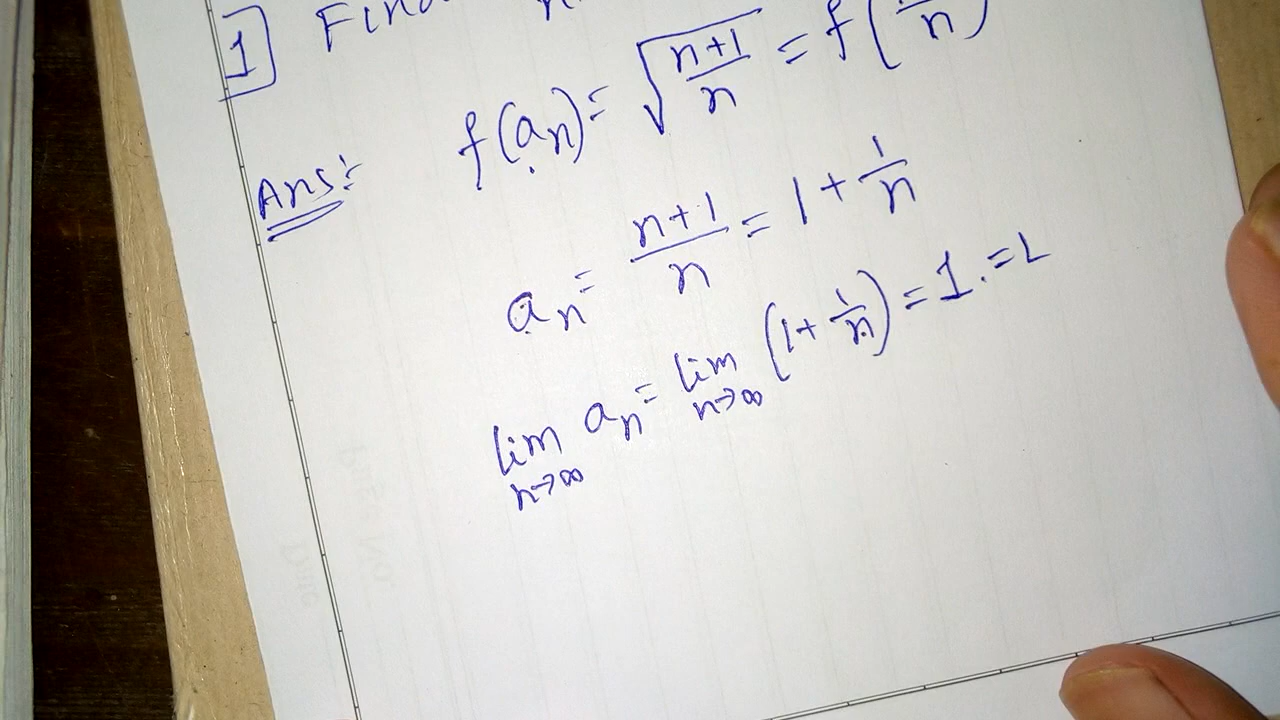 1 Find
f(aₙ) = √((n+1)/n) = f(  /n)
Ans:
aₙ = (n+1)/n = 1 + 1/n
lim n→∞ aₙ = lim n→∞ (1 + 1/n) = 1. = L